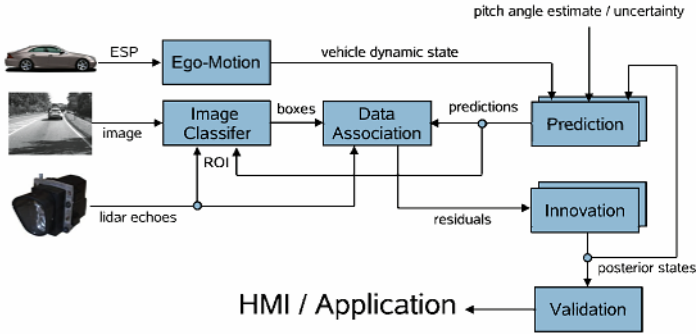 pitch angle estimate / uncertainty
ESP
Ego-Motion
vehicle dynamic state
image
Image
Classifer
boxes
Data
Association
predictions
Prediction
ROI
lidar echoes
residuals
Innovation
posterior states
HMI / Application
Validation